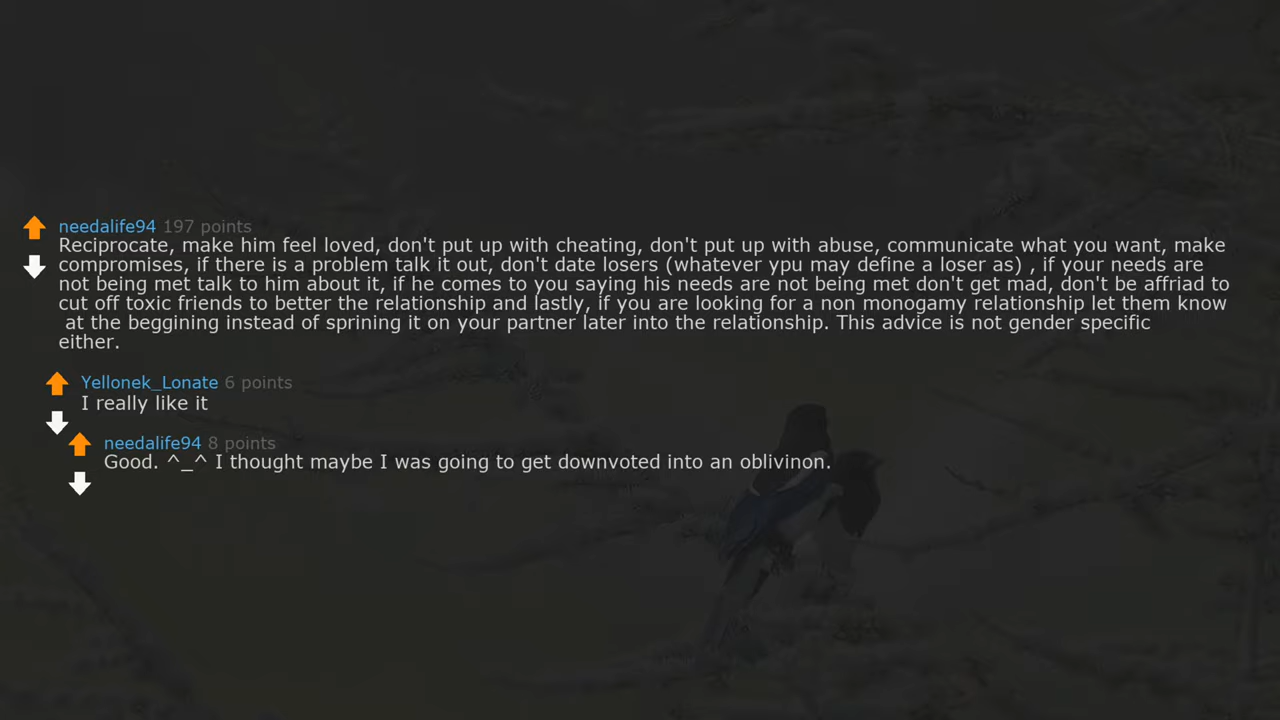 needalife94 197 points
Reciprocate, make him feel loved, don't put up with cheating, don't put up with abuse, communicate what you want, make
compromises, if there is a problem talk it out, don't date losers (whatever ypu may define a loser as) , if your needs are
not being met talk to him about it, if he comes to you saying his needs are not being met don't get mad, don't be affriad to
cut off toxic friends to better the relationship and lastly, if you are looking for a non monogamy relationship let them know
at the beggining instead of sprining it on your partner later into the relationship. This advice is not gender specific
either.
Yellonek_Lonate 6 points
I really like it
needalife94 8 points
Good. ^_^ I thought maybe I was going to get downvoted into an oblivinon.